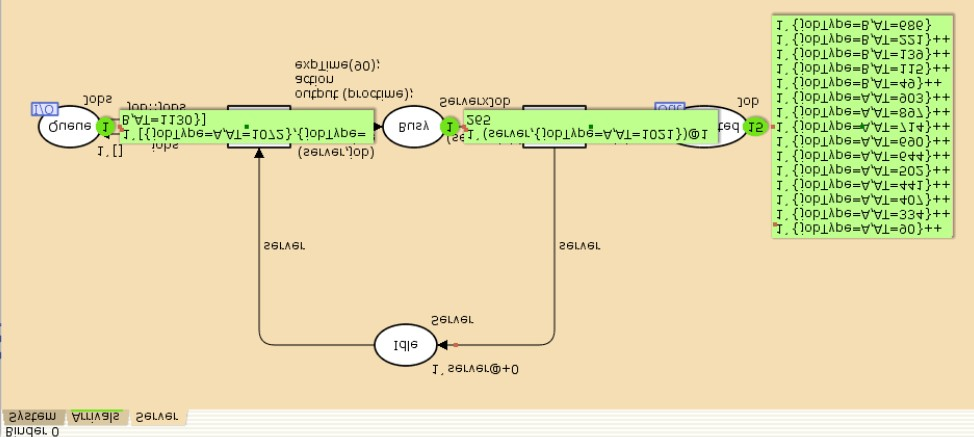 Binder 0
System
Arrivals
Server
1`server@+0
Idle
Server
server
server
1`[]
jobs
(server,job)
Queue
1
1`[{jobType=A,AT=1072},{jobType=
B,AT=1130}]
I/O
Jobs
job::jobs
output (proctime);
action
expTime(90);
Busy
1
1`(server,{jobType=A,AT=1021})@1
265
ServerxJob
ted
15
Job
1`{jobType=A,AT=90}++
1`{jobType=A,AT=334}++
1`{jobType=A,AT=407}++
1`{jobType=A,AT=441}++
1`{jobType=A,AT=502}++
1`{jobType=A,AT=644}++
1`{jobType=A,AT=690}++
1`{jobType=A,AT=714}++
1`{jobType=A,AT=897}++
1`{jobType=A,AT=903}++
1`{jobType=B,AT=49}++
1`{jobType=B,AT=115}++
1`{jobType=B,AT=139}++
1`{jobType=B,AT=221}++
1`{jobType=B,AT=686}